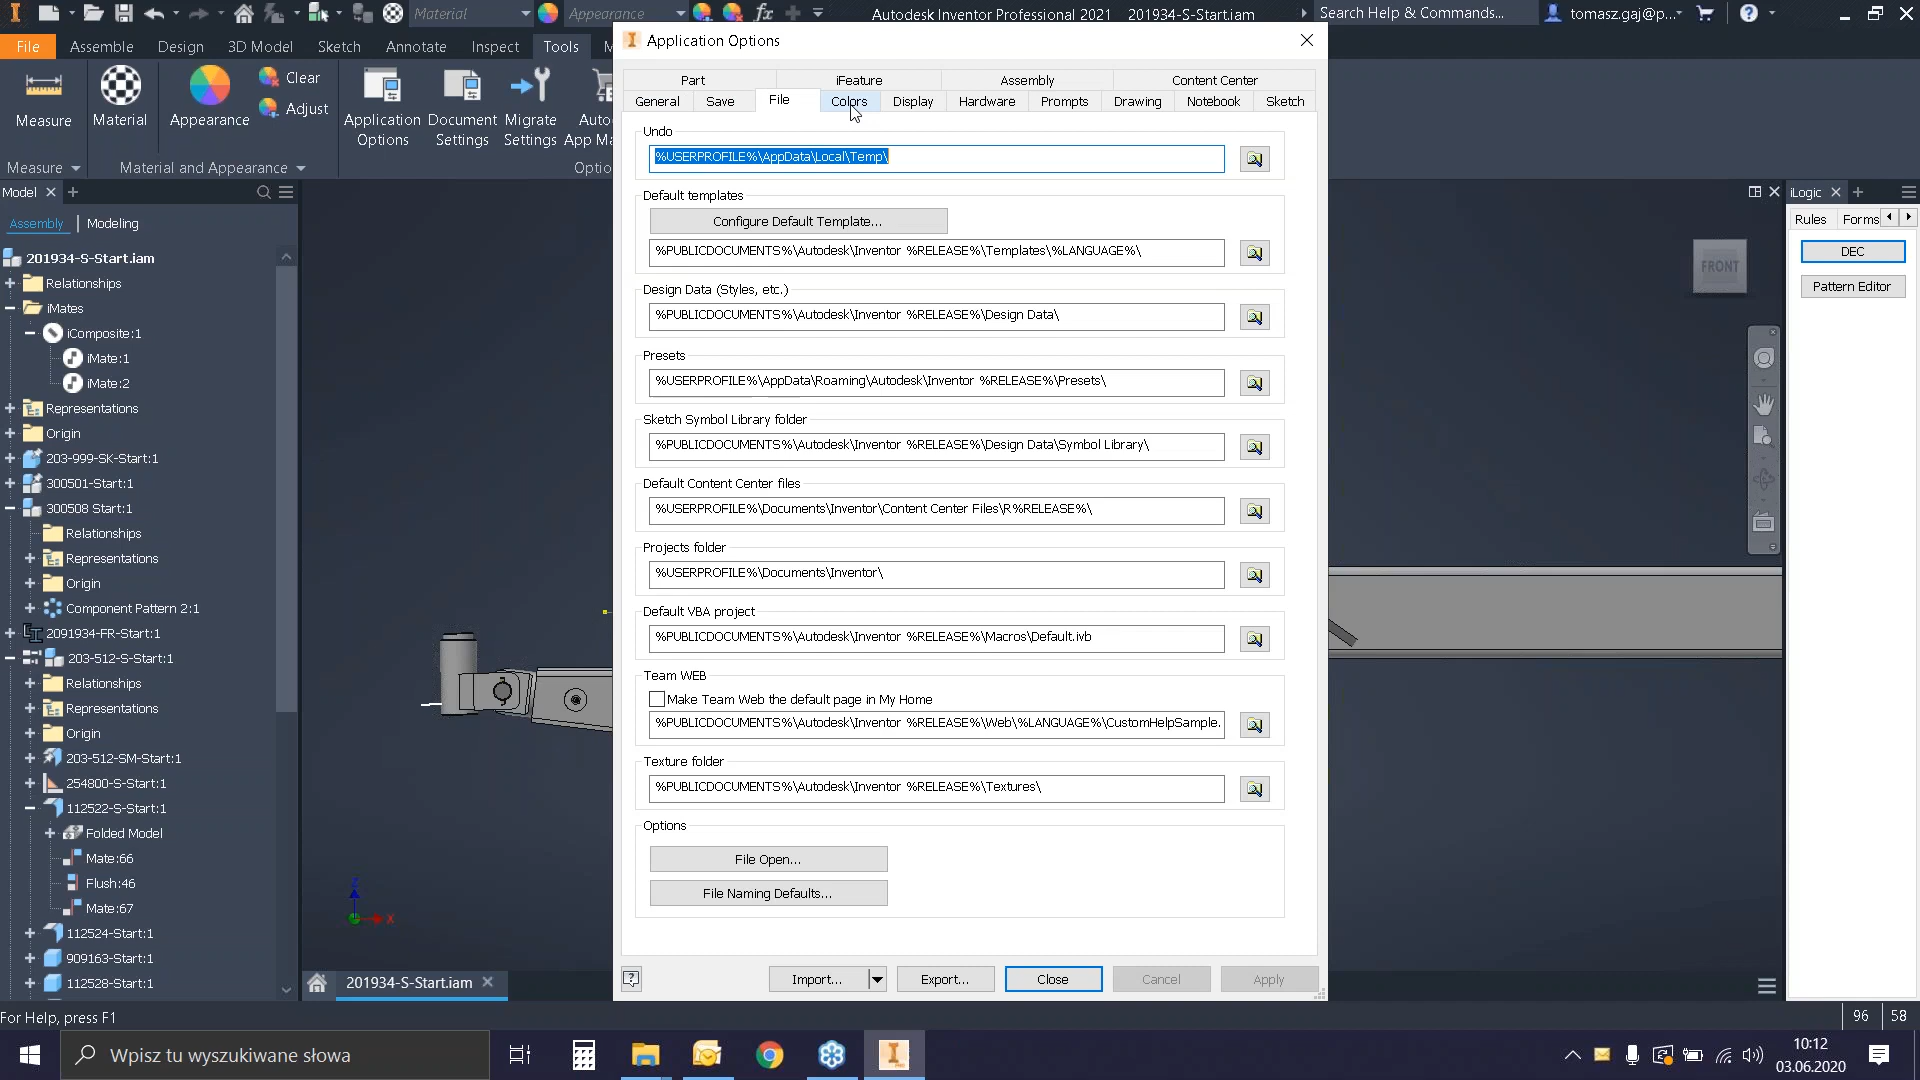 Material
Appearance
fx
Autodesk Inventor Professional 2021 201934-S-Start.iam
Search Help & Commands...
tomasz.gaj@p...
File
Assemble
Design
3D Model
Sketch
Annotate
Inspect
Tools
Measure
Material
Appearance
Clear
Adjust
Application Options
Document Settings
Migrate Settings
Measure
Material and Appearance
Model
Assembly
Modeling
201934-S-Start.iam
Relationships
iMates
iComposite:1
iMate:1
iMate:2
Representations
Origin
203-999-SK-Start:1
300501-Start:1
300508 Start:1
Relationships
Representations
Origin
Component Pattern 2:1
2091934-FR-Start:1
203-512-S-Start:1
Relationships
Representations
Origin
203-512-SM-Start:1
254800-S-Start:1
112522-S-Start:1
Folded Model
Mate:66
Flush:46
Mate:67
112524-Start:1
909163-Start:1
112528-Start:1
Z
X
201934-S-Start.iam
Application Options
Part
iFeature
Assembly
Content Center
General
Save
File
Colors
Display
Hardware
Prompts
Drawing
Notebook
Sketch
Undo
%USERPROFILE%\AppData\Local\Temp\
Default templates
Configure Default Template...
%PUBLICDOCUMENTS%\Autodesk\Inventor %RELEASE%\Templates\%LANGUAGE%\
Design Data (Styles, etc.)
%PUBLICDOCUMENTS%\Autodesk\Inventor %RELEASE%\Design Data\
Presets
%USERPROFILE%\AppData\Roaming\Autodesk\Inventor %RELEASE%\Presets\
Sketch Symbol Library folder
%PUBLICDOCUMENTS%\Autodesk\Inventor %RELEASE%\Design Data\Symbol Library\
Default Content Center files
%USERPROFILE%\Documents\Inventor\Content Center Files\R%RELEASE%\
Projects folder
%USERPROFILE%\Documents\Inventor\
Default VBA project
%PUBLICDOCUMENTS%\Autodesk\Inventor %RELEASE%\Macros\Default.ivb
Team WEB
Make Team Web the default page in My Home
%PUBLICDOCUMENTS%\Autodesk\Inventor %RELEASE%\Web\%LANGUAGE%\CustomHelpSample.
Texture folder
%PUBLICDOCUMENTS%\Autodesk\Inventor %RELEASE%\Textures\
Options
File Open...
File Naming Defaults...
Import...
Export...
Close
Cancel
Apply
FRONT
iLogic
Rules
Forms
DEC
Pattern Editor
For Help, press F1
96 58
Wpisz tu wyszukiwane słowa
10:12
03.06.2020